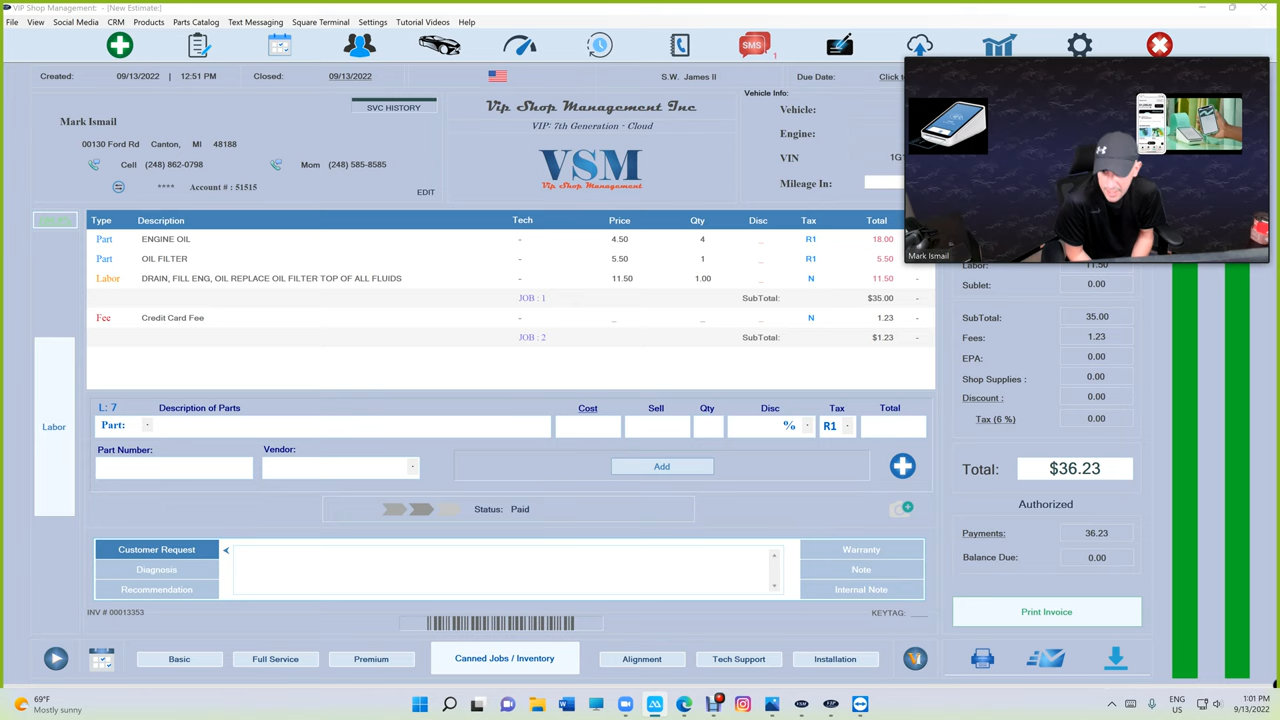 VIP Shop Management: - [New Estimate:]
File View Social Media CRM Products Parts Catalog Text Messaging Square Terminal Settings Tutorial Videos Help
SMS 1
Created: 09/13/2022 | 12:51 PM Closed: 09/13/2022 S.W. James II Due Date: Click t
SVC HISTORY
Mark Ismail
00130 Ford Rd Canton, MI 48188
Cell (248) 862-0798 Mom (248) 585-8585
**** Account # : 51515
EDIT
Vip Shop Management Inc
VIP: 7th Generation - Cloud
VSM
Vip Shop Management
Vehicle Info:
Vehicle:
Engine:
VIN 1G
Mileage In:
Mark Ismail
Type Description Tech Price Qty Disc Tax Total
Part ENGINE OIL - 4.50 4 _ R1 18.00
Part OIL FILTER - 5.50 1 _ R1 5.50
Labor DRAIN, FILL ENG, OIL REPLACE OIL FILTER TOP OF ALL FLUIDS - 11.50 1.00 N 11.50 -
JOB : 1 SubTotal: $35.00 -
Fee Credit Card Fee - _ _ _ N 1.23 -
JOB : 2 SubTotal: $1.23 -
Labor
Labor: 11.50
Sublet: 0.00
SubTotal: 35.00
Fees: 1.23
EPA: 0.00
Shop Supplies : 0.00
Discount : 0.00
Tax (6 %) 0.00
Total: $36.23
Authorized
Payments: 36.23
Balance Due: 0.00
Print Invoice
L: 7 Description of Parts Cost Sell Qty Disc Tax Total
Part: % R1
Part Number: Vendor:
Add
Status: Paid
Customer Request
Diagnosis
Recommendation
Warranty
Note
Internal Note
INV # 00013353
KEYTAG: ____
Basic Full Service Premium Canned Jobs / Inventory Alignment Tech Support Installation
69°F
Mostly sunny
ENG
US
1:01 PM
9/13/2022